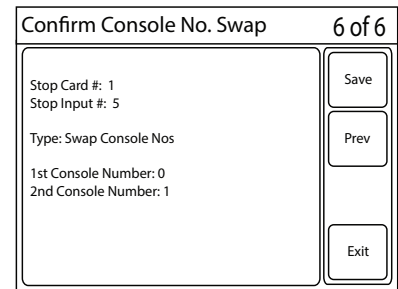 Confirm Console No. Swap 6 of 6
Stop Card #: 1
Stop Input #: 5
Type: Swap Console Nos
1st Console Number: 0
2nd Console Number: 1
Save
Prev
Exit